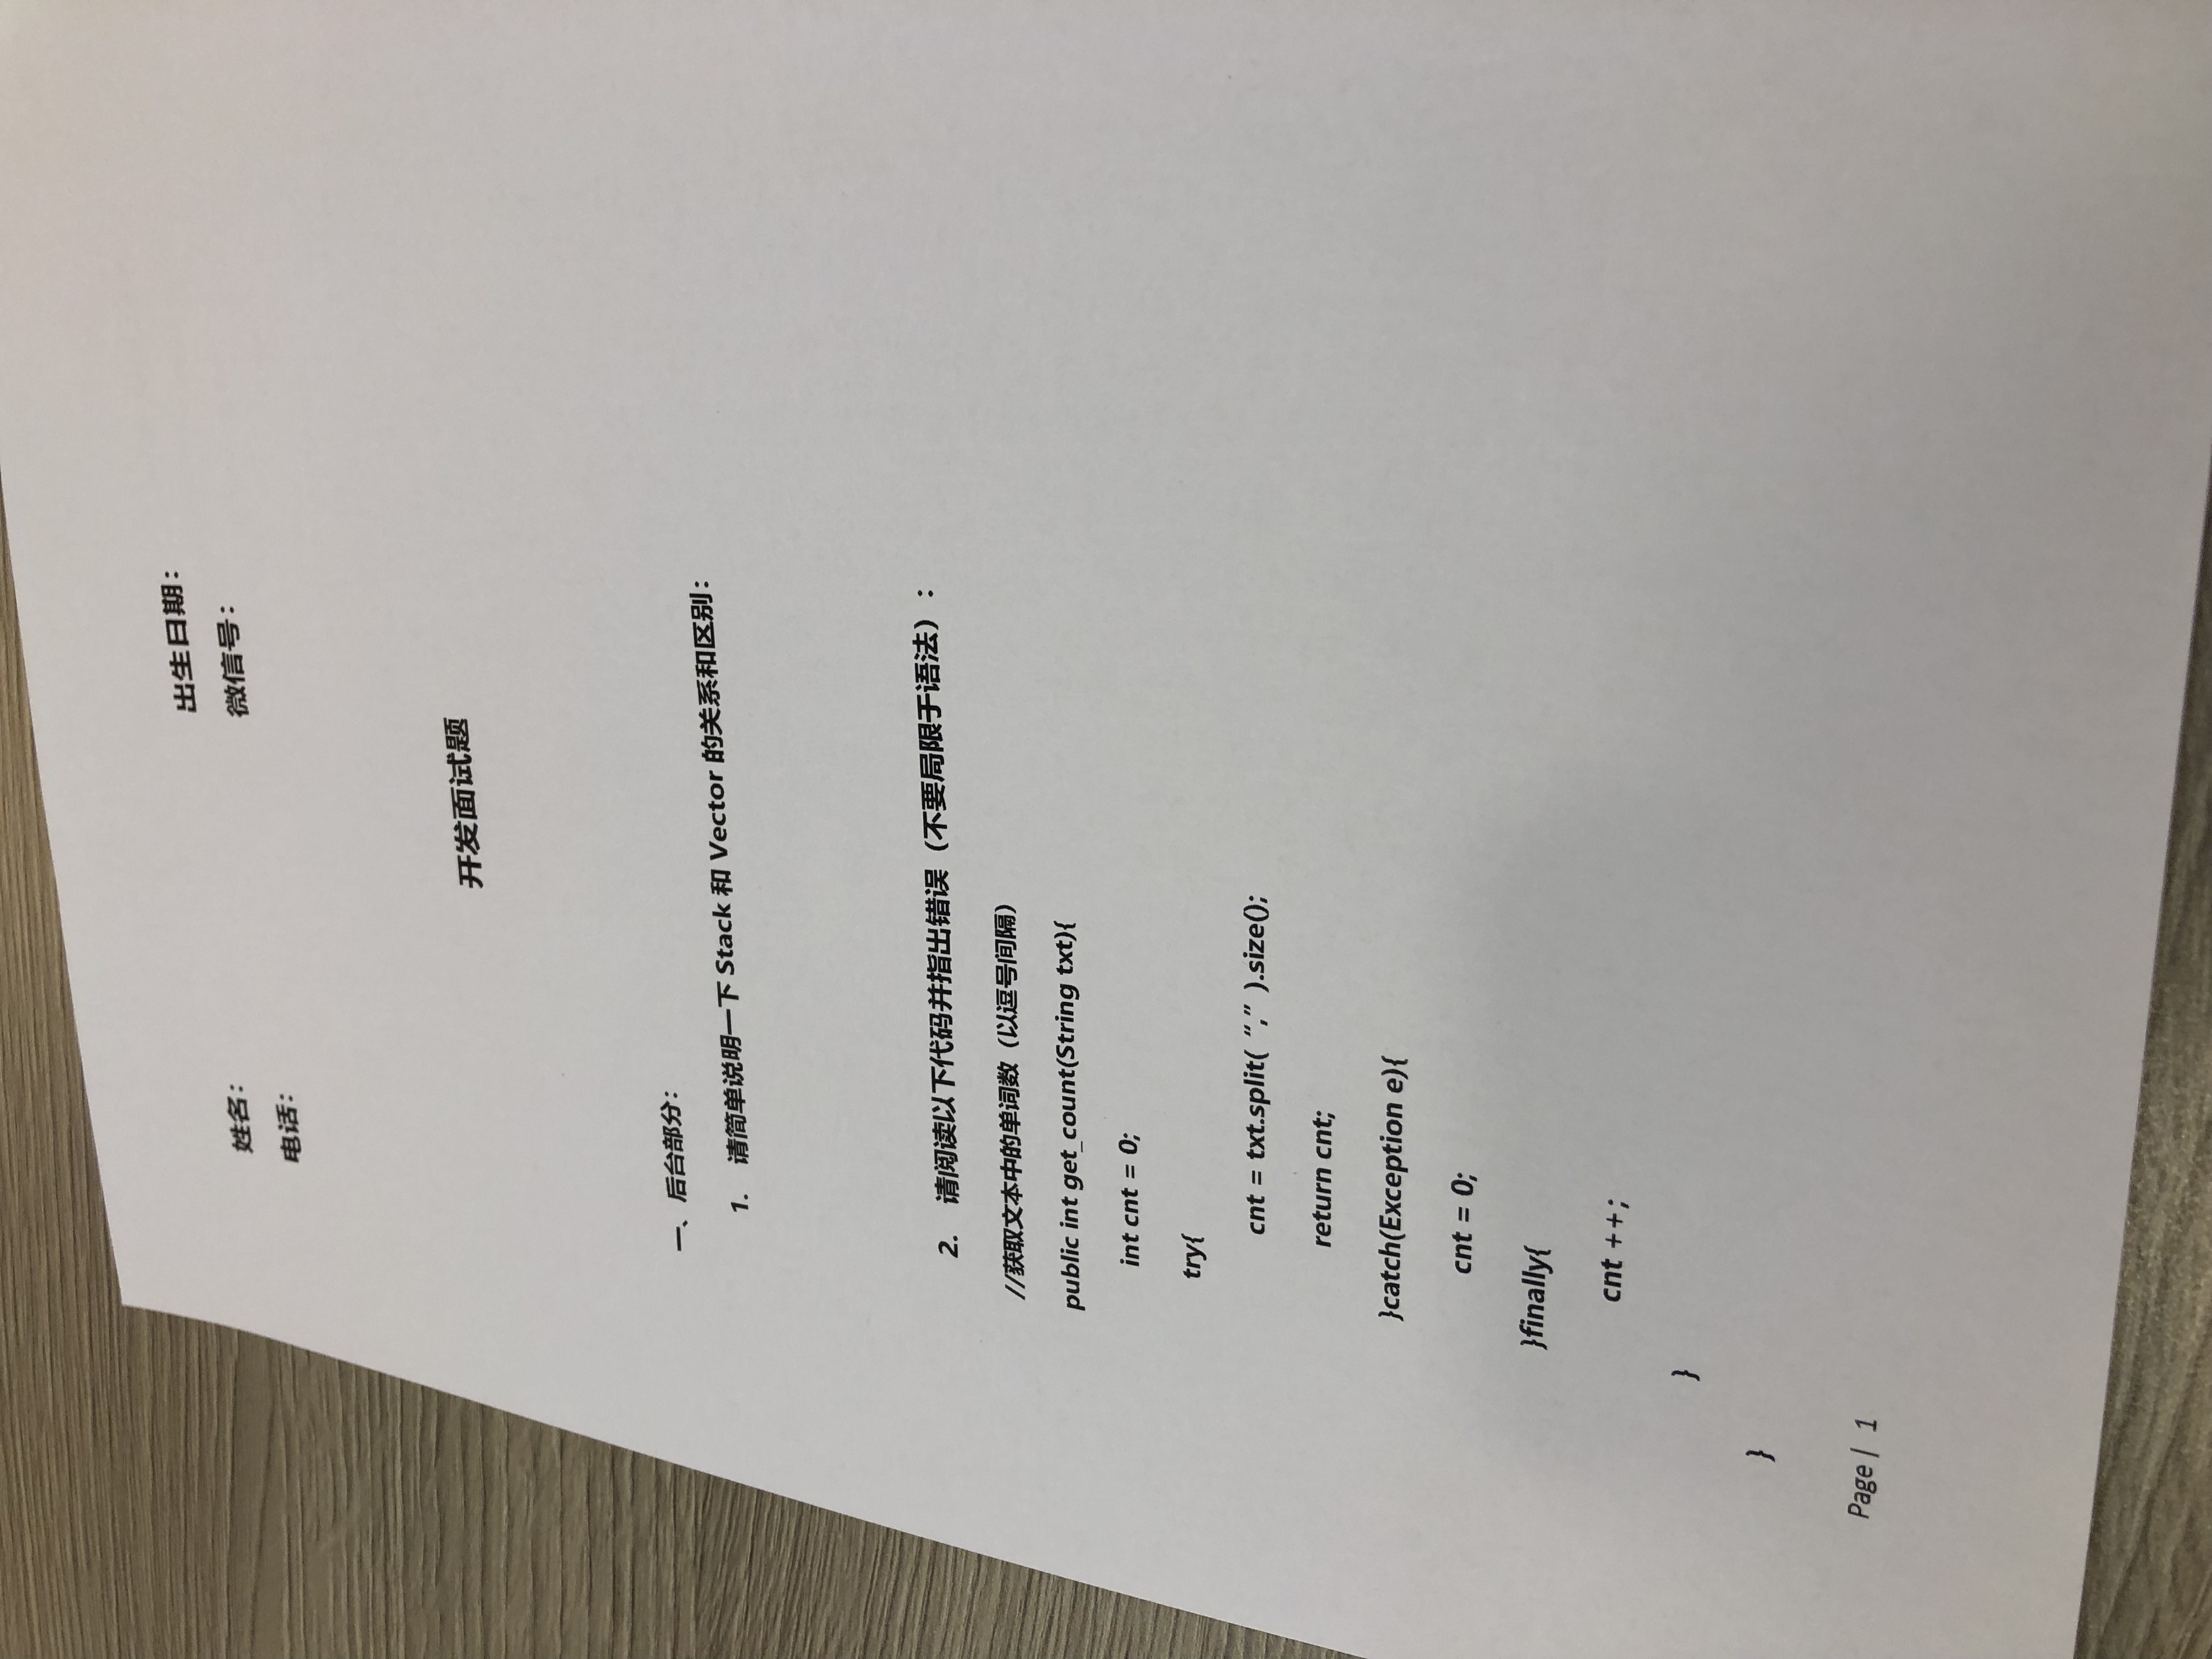 出生日期：
姓名：
微信号：
电话：
开发面试题
一、后台部分：
1. 请简单说明一下 Stack 和 Vector 的关系和区别：
2. 请阅读以下代码并指出错误（不要局限于语法）：
//获取文本中的单词数（以逗号间隔）
public int get_count(String txt){
int cnt = 0;
try{
cnt = txt.split( “,” ).size();
return cnt;
}catch(Exception e){
cnt = 0;
}finally{
cnt ++;
}
}
Page | 1